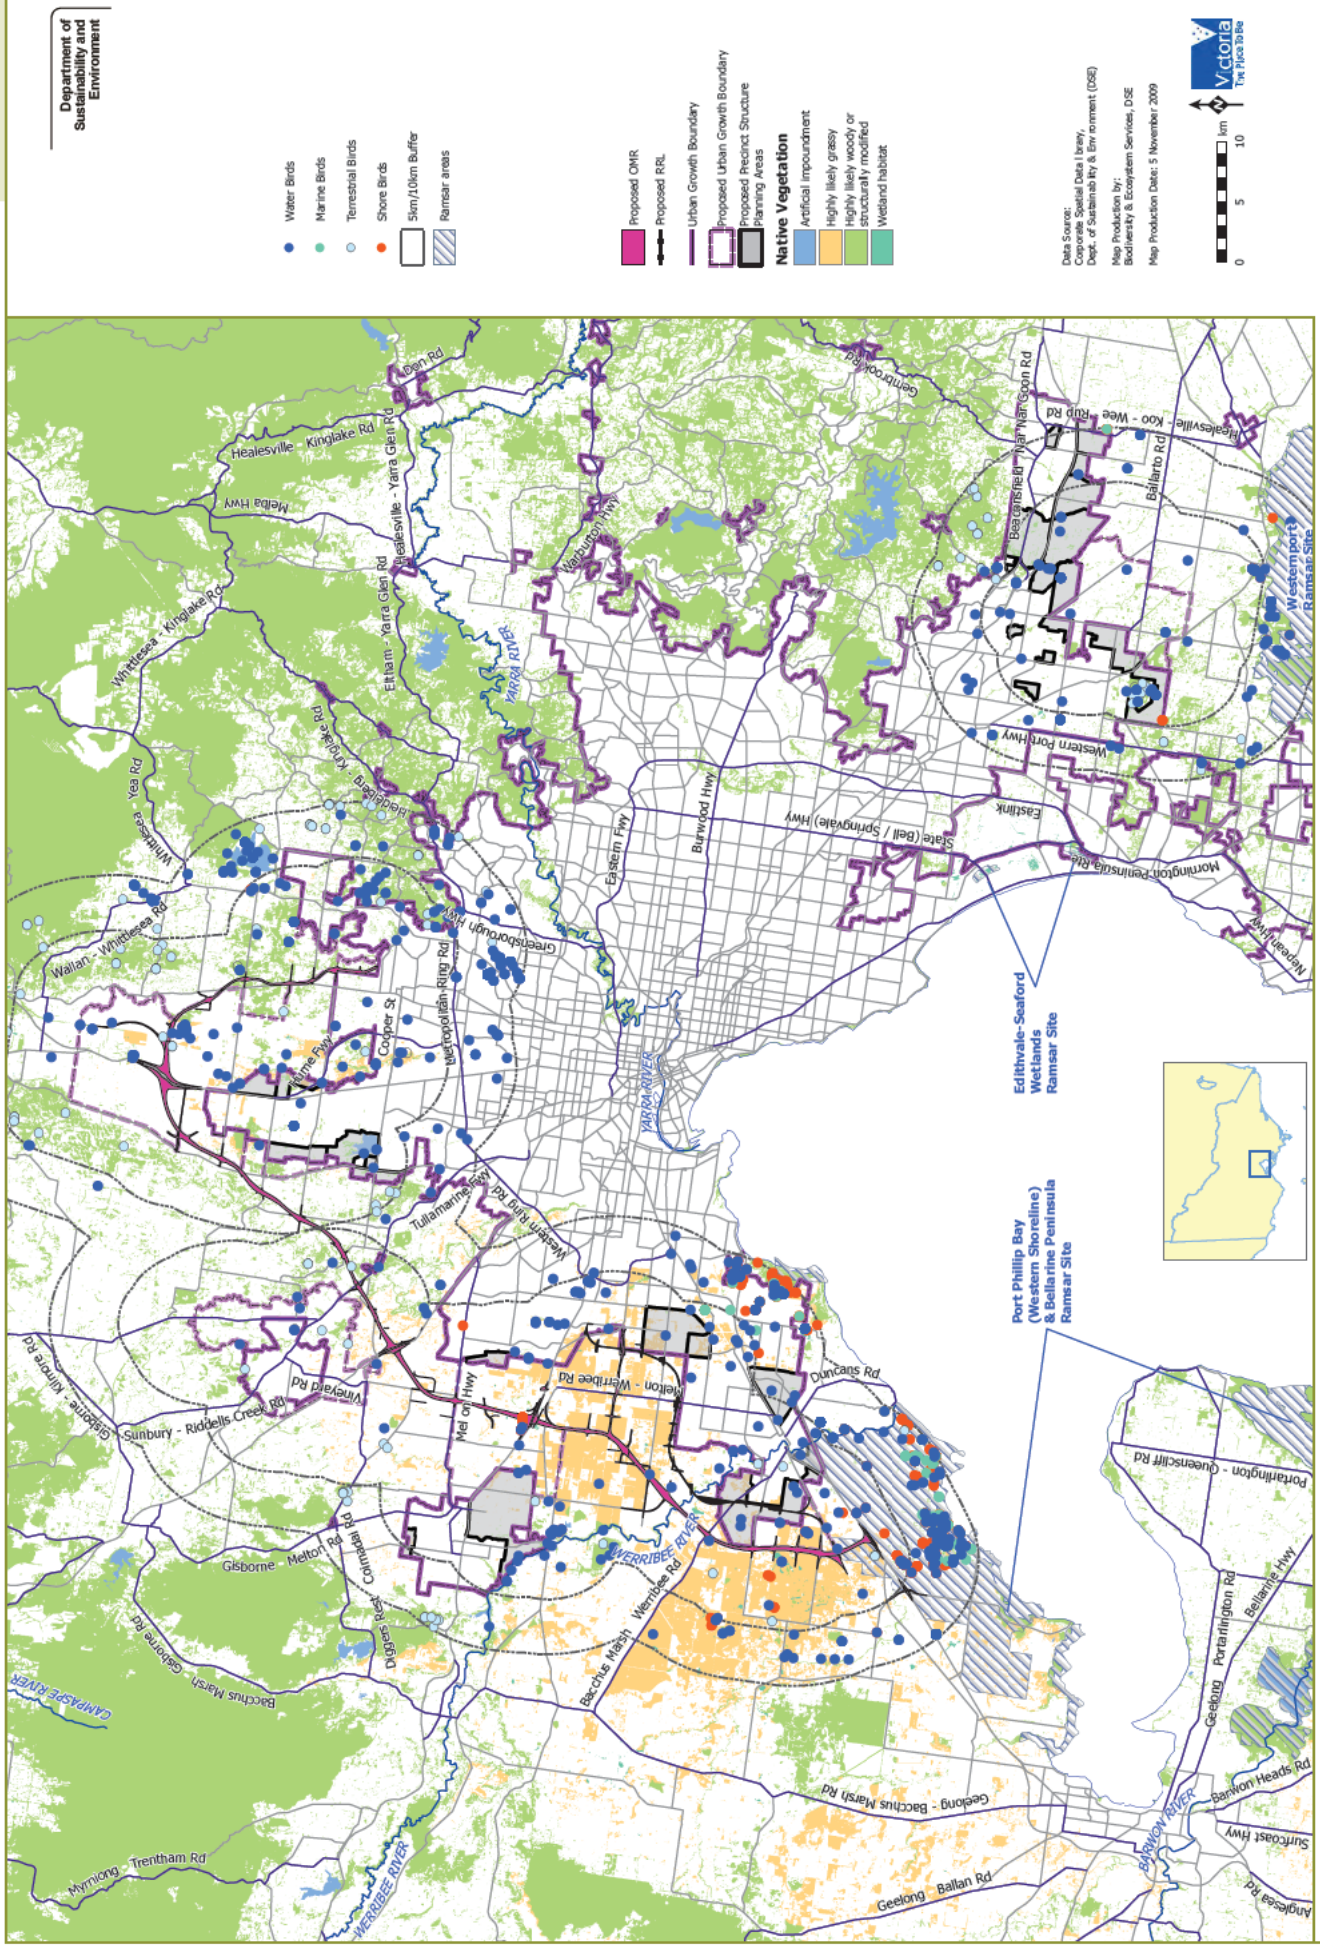 Department of
Sustainability and
Environment
Water Birds
Marine Birds
Terrestrial Birds
Shore Birds
5km/10km Buffer
Ramsar areas
Proposed OMR
Proposed RRL
Urban Growth Boundary
Proposed Urban Growth Boundary
Proposed Precinct Structure
Planning Areas
Native Vegetation
Artificial impoundment
Highly likely grassy
Highly likely woody or
structurally modified
Wetland habitat
Data Source:
Corporate Spatial Data Library,
Dept. of Sustainability & Environment (DSE)
Map Production by:
Biodiversity & Ecosystem Services, DSE
Map Production Date: 5 November 2009
0 5 10 km
N
Victoria
The Place To Be
Don Rd
Healesville Kinglake Rd
Melba Hwy
Healesville - Yarra Glen Rd
Eltham - Yarra Glen Rd
Whittlesea - Kinglake Rd
Whittlesea - Yea Rd
Heidelberg - Kinglake Rd
Wallan - Whittlesea Rd
YARRA RIVER
Warburton Hwy
Gembrook Rd
Beaconsfield - Nar Nar Goon Rd
Healesville - Koo - Wee - Rup Rd
Ballarto Rd
Westernport
Ramsar Site
Western Port Hwy
Eastlink
State (Bell / Springvale) Hwy
Burwood Hwy
Eastern Fwy
Mornington Peninsula Rte
Nepean Hwy
Greensborough Hwy
Metropolitan Ring Rd
Cooper St
Hume Fwy
YARRA RIVER
Edithvale-Seaford
Wetlands
Ramsar Site
Tullamarine Fwy
Western Ring Rd
Port Phillip Bay
(Western Shoreline)
& Bellarine Peninsula
Ramsar Site
Gisborne - Kilmore Rd
Sunbury - Riddells Creek Rd
Vineyard Rd
Mel on Hwy
Melton - Werribee Rd
Duncans Rd
Gisborne - Melton Rd
Coimadai Rd
Diggers Rest
WERRIBEE RIVER
Bacchus Marsh Werribee Rd
Bacchus Marsh Gisborne Rd
CAMPASPE RIVER
Portarlington - Queenscliff Rd
Geelong Portarlington Rd
Bellarine Hwy
Geelong - Bacchus Marsh Rd
Barwon Heads Rd
BARWON RIVER
Surfcoast Hwy
Anglesea Rd
Geelong Ballan Rd
Myrniong Trentham Rd
WERRIBEE RIVER